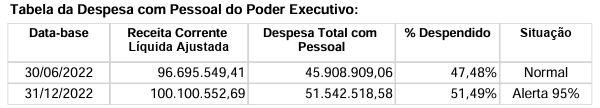 Tabela da Despesa com Pessoal do Poder Executivo:
Data-base Receita Corrente Líquida Ajustada Despesa Total com Pessoal % Despendido Situação
30/06/2022 96.695.549,41 45.908.909,06 47,48% Normal
31/12/2022 100.100.552,69 51.542.518,58 51,49% Alerta 95%